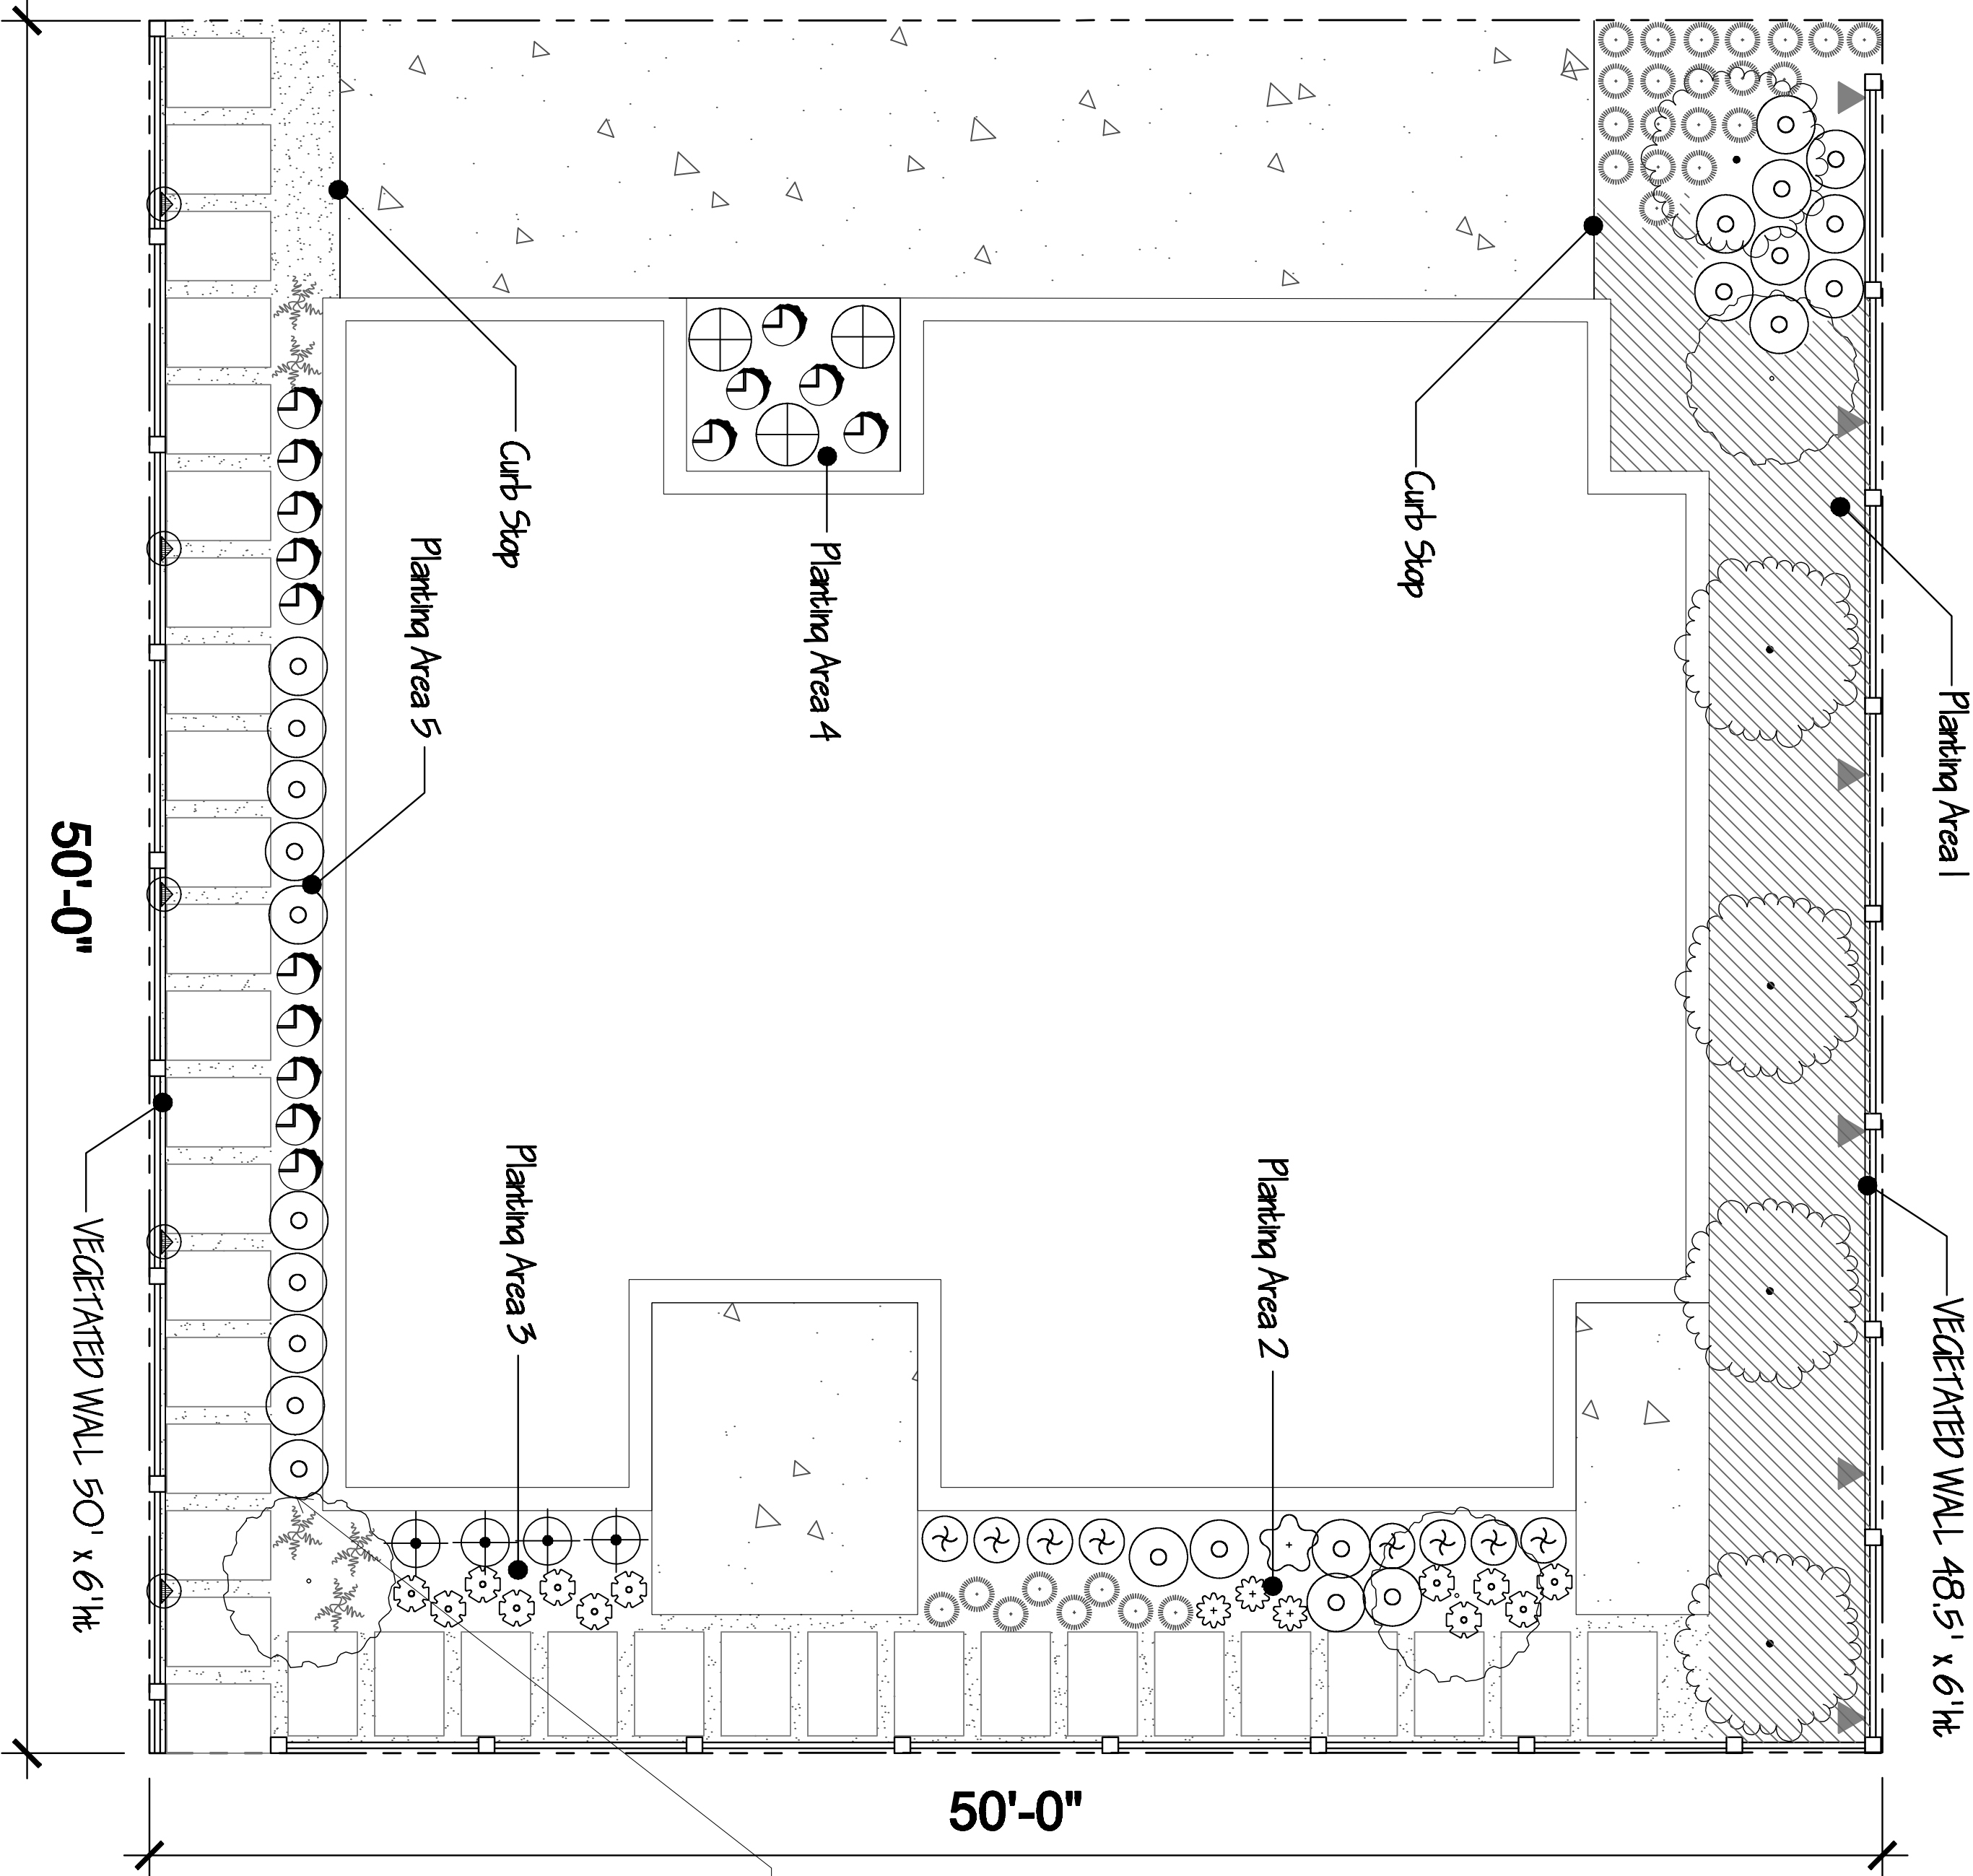 Curb Stop
Curb Stop
Planting Area 5
Planting Area 4
Planting Area 1
50'-0"
Planting Area 3
Planting Area 2
VEGETATED WALL 50' x 6'ht
VEGETATED WALL 48.5' x 6'ht
50'-0"